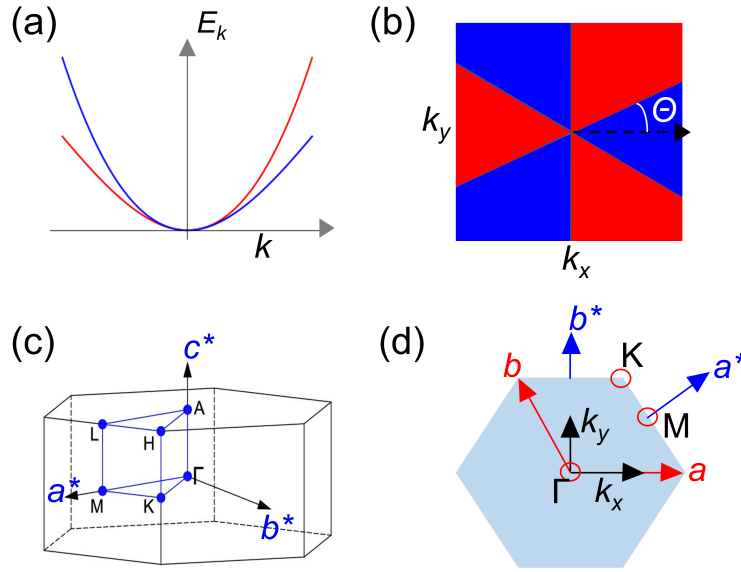 (a)
E_k
k
(b)
Θ
k_y
k_x
(c)
c*
A
L
H
Γ
a*
M
K
b*
(d)
b*
K
a*
b
M
k_y
Γ
k_x
a